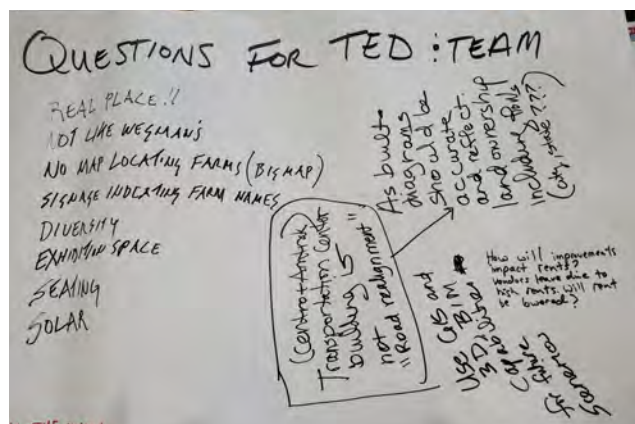 QUESTIONS FOR TED : TEAM
REAL PLACE!!
NOT LIKE WEGMAN'S
NO MAP LOCATING FARMS (BIG MAP)
SIGNAGE INDICATING FARM NAMES
DIVERSITY
EXHIBITION SPACE
SEATING
SOLAR
(Centro + Amtrak)
Transportation Center
building is
not
"Road realignment"
As built
diagrams
should be
accurate
and reflect
land ownership
including
(city, state???)
Use GIS and
3D, BIM
Capabilities
for future
Scenarios
How will improvements
impact rents?
Vendors leave due to
high rents. Will rent
be lowered?